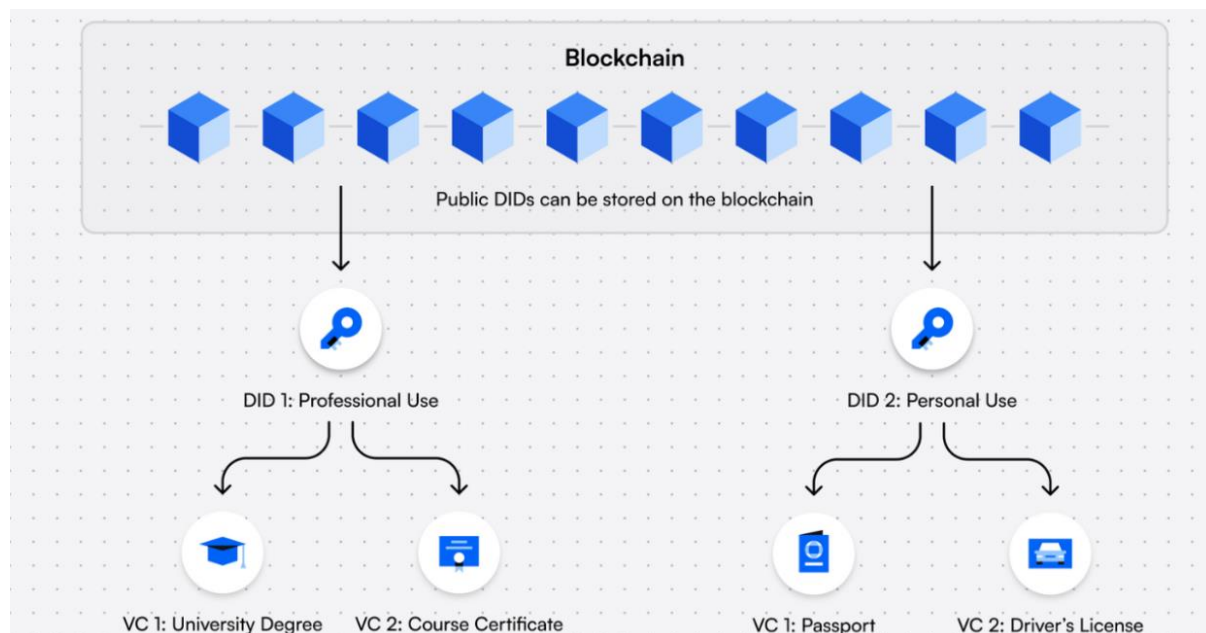 Blockchain
Public DIDs can be stored on the blockchain
DID 1: Professional Use
DID 2: Personal Use
VC 1: University Degree
VC 2: Course Certificate
VC 1: Passport
VC 2: Driver's License